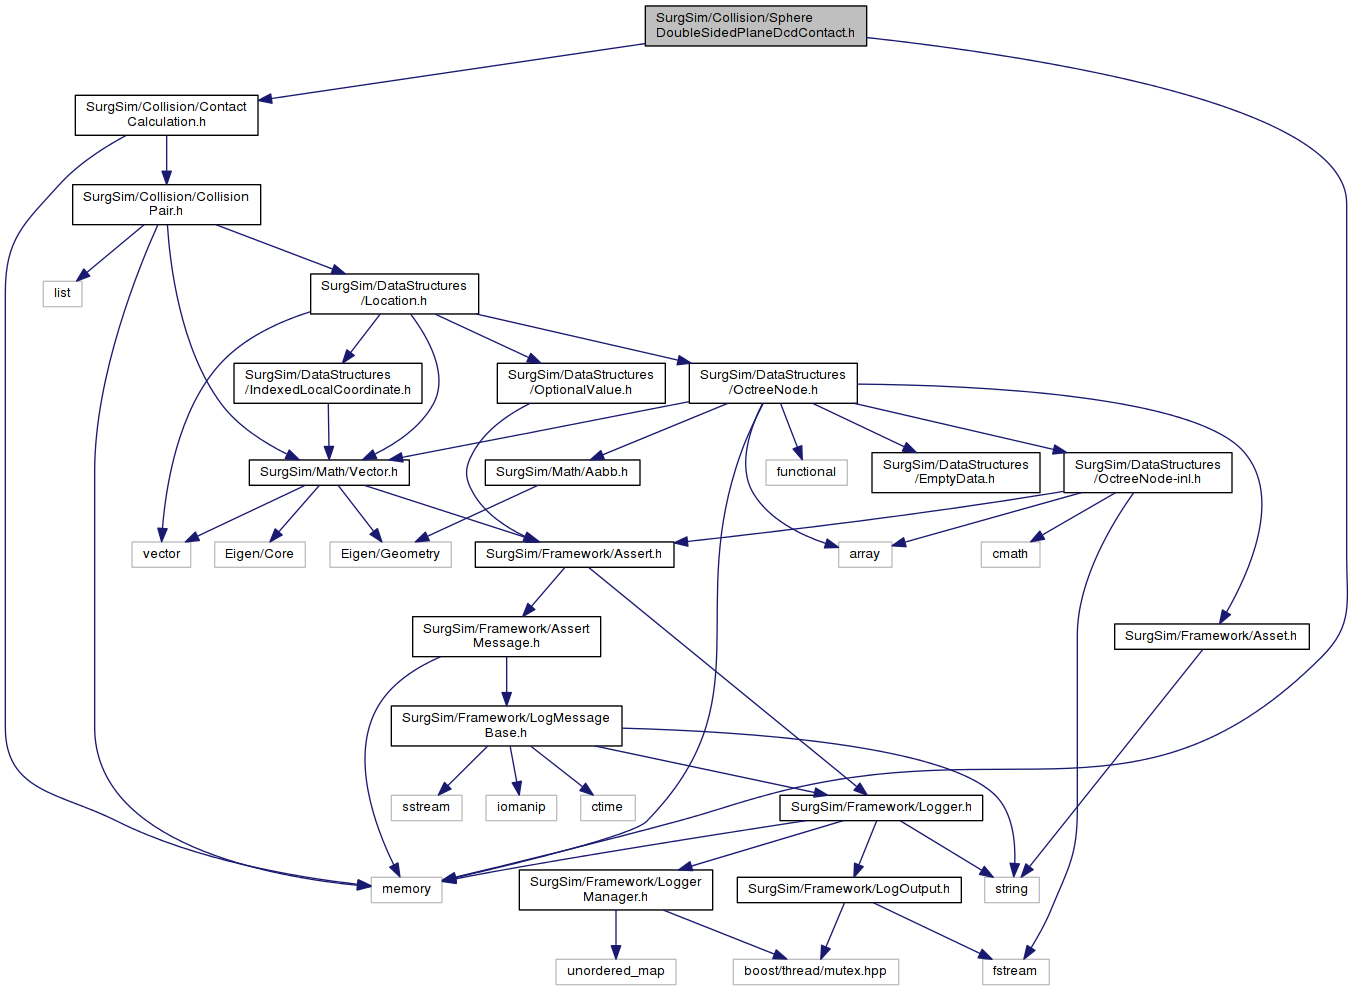 SurgSim/Collision/Sphere
DoubleSidedPlaneDcdContact.h
SurgSim/Collision/Contact
Calculation.h
SurgSim/Collision/Collision
Pair.h
list
SurgSim/DataStructures
/Location.h
SurgSim/DataStructures
/IndexedLocalCoordinate.h
SurgSim/DataStructures
/OptionalValue.h
SurgSim/DataStructures
/OctreeNode.h
SurgSim/Math/Vector.h
SurgSim/Math/Aabb.h
functional
SurgSim/DataStructures
/EmptyData.h
SurgSim/DataStructures
/OctreeNode-inl.h
vector
Eigen/Core
Eigen/Geometry
SurgSim/Framework/Assert.h
array
cmath
SurgSim/Framework/Assert
Message.h
SurgSim/Framework/Asset.h
SurgSim/Framework/LogMessage
Base.h
sstream
iomanip
ctime
SurgSim/Framework/Logger.h
memory
SurgSim/Framework/Logger
Manager.h
SurgSim/Framework/LogOutput.h
string
unordered_map
boost/thread/mutex.hpp
fstream